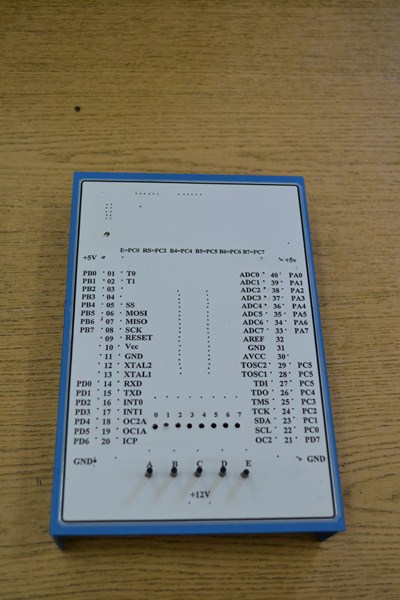 E=PC0 RS=PC2 B4=PC4 B5=PC5 B6=PC6 B7=PC7
+5V +5v
PB0 01 T0 ADC0 40 PA0
PB1 02 T1 ADC1 39 PA1
PB2 03 ADC2 38 PA2
PB3 04 ADC3 37 PA3
PB4 05 SS ADC4 36 PA4
PB5 06 MOSI ADC5 35 PA5
PB6 07 MISO ADC6 34 PA6
PB7 08 SCK ADC7 33 PA7
09 RESET AREF 32
10 Vcc GND 31
11 GND AVCC 30
12 XTAL2 TOSC2 29 PC5
13 XTAL1 TOSC1 28 PC5
PD0 14 RXD TDI 27 PC5
PD1 15 TXD TDO 26 PC4
PD2 16 INT0 TMS 25 PC3
PD3 17 INT1 TCK 24 PC2
PD4 18 OC2A SDA 23 PC1
PD5 19 OC1A SCL 22 PC0
PD6 20 ICP OC2 21 PD7
0 1 2 3 4 5 6 7
GND GND
A B C D E
+12V